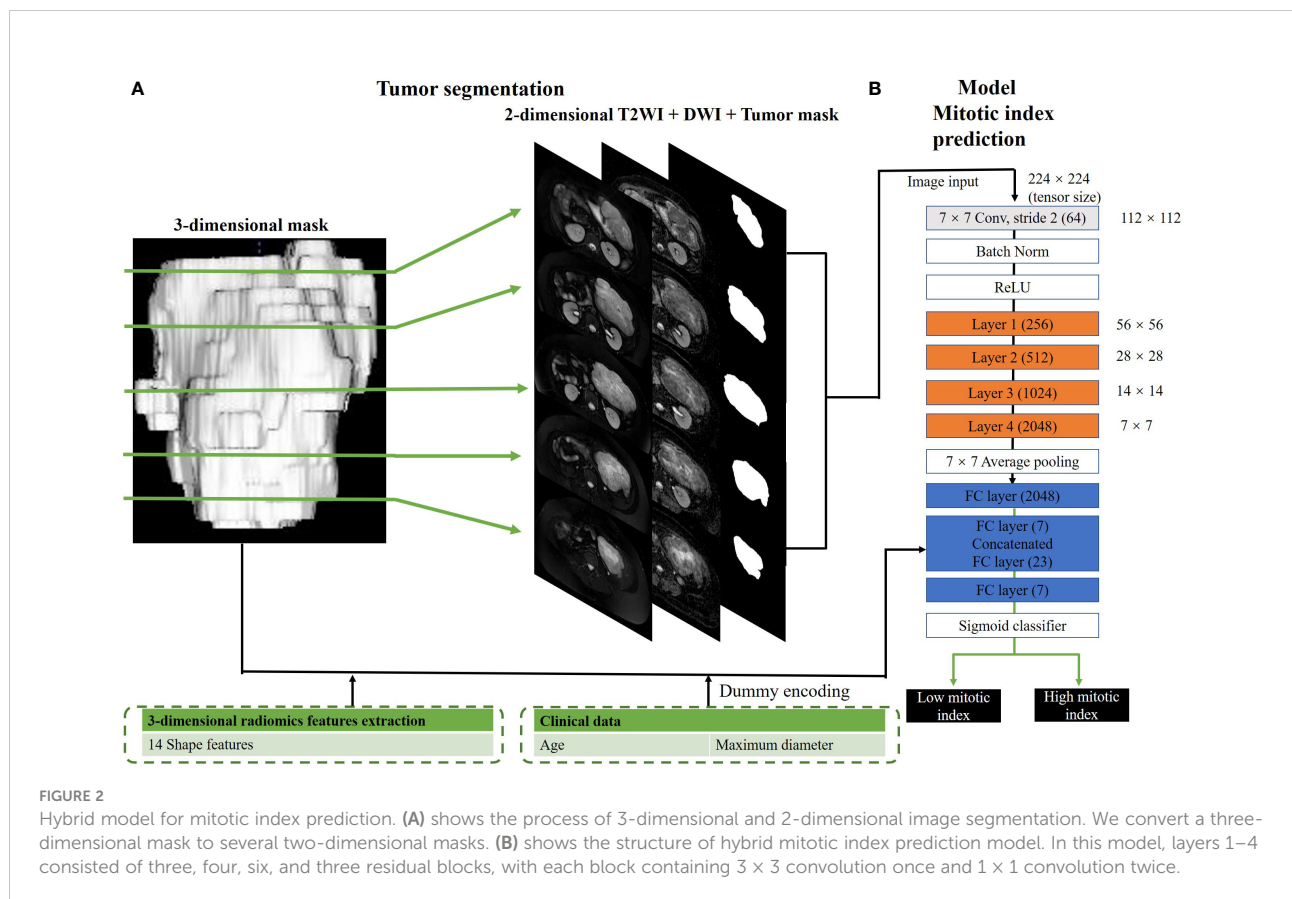 A
Tumor segmentation
2-dimensional T2WI + DWI + Tumor mask
3-dimensional mask
B
Model
Mitotic index
prediction
Image input
224 × 224
(tensor size)
7 × 7 Conv, stride 2 (64)
112 × 112
Batch Norm
ReLU
Layer 1 (256)
56 × 56
Layer 2 (512)
28 × 28
Layer 3 (1024)
14 × 14
Layer 4 (2048)
7 × 7
7 × 7 Average pooling
FC layer (2048)
FC layer (7)
Concatenated
FC layer (23)
FC layer (7)
Sigmoid classifier
Low mitotic
index
High mitotic
index
Dummy encoding
3-dimensional radiomics features extraction
14 Shape features
Clinical data
Age
Maximum diameter
FIGURE 2
Hybrid model for mitotic index prediction. (A) shows the process of 3-dimensional and 2-dimensional image segmentation. We convert a three-
dimensional mask to several two-dimensional masks. (B) shows the structure of hybrid mitotic index prediction model. In this model, layers 1–4
consisted of three, four, six, and three residual blocks, with each block containing 3 × 3 convolution once and 1 × 1 convolution twice.